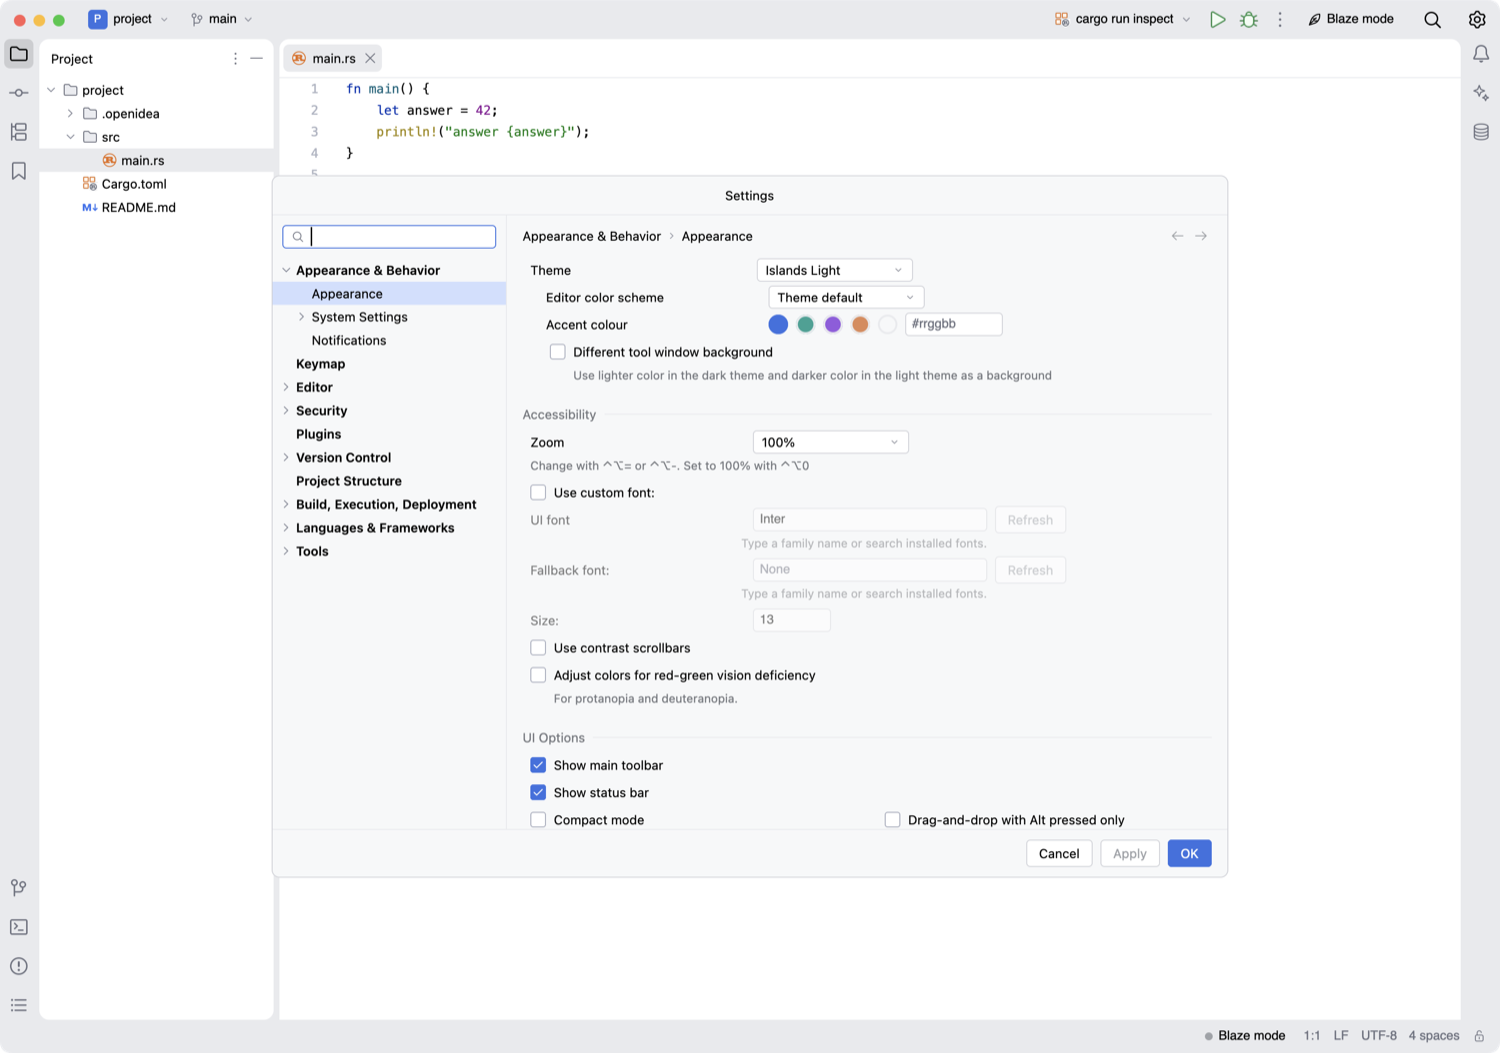 P project main cargo run inspect Blaze mode
Project
main.rs
project
.openidea
src
main.rs
Cargo.toml
M↓ README.md
1 fn main() {
2 let answer = 42;
3 println!("answer {answer}");
4 }
5
Settings
Appearance & Behavior
Appearance
System Settings
Notifications
Keymap
Editor
Security
Plugins
Version Control
Project Structure
Build, Execution, Deployment
Languages & Frameworks
Tools
Appearance & Behavior › Appearance
Theme Islands Light
Editor color scheme Theme default
Accent colour #rrggbb
Different tool window background
Use lighter color in the dark theme and darker color in the light theme as a background
Accessibility
Zoom 100%
Change with ⌃⌥= or ⌃⌥-. Set to 100% with ⌃⌥0
Use custom font:
UI font Inter Refresh
Type a family name or search installed fonts.
Fallback font: None Refresh
Type a family name or search installed fonts.
Size: 13
Use contrast scrollbars
Adjust colors for red-green vision deficiency
For protanopia and deuteranopia.
UI Options
Show main toolbar
Show status bar
Compact mode Drag-and-drop with Alt pressed only
Cancel Apply OK
Blaze mode 1:1 LF UTF-8 4 spaces